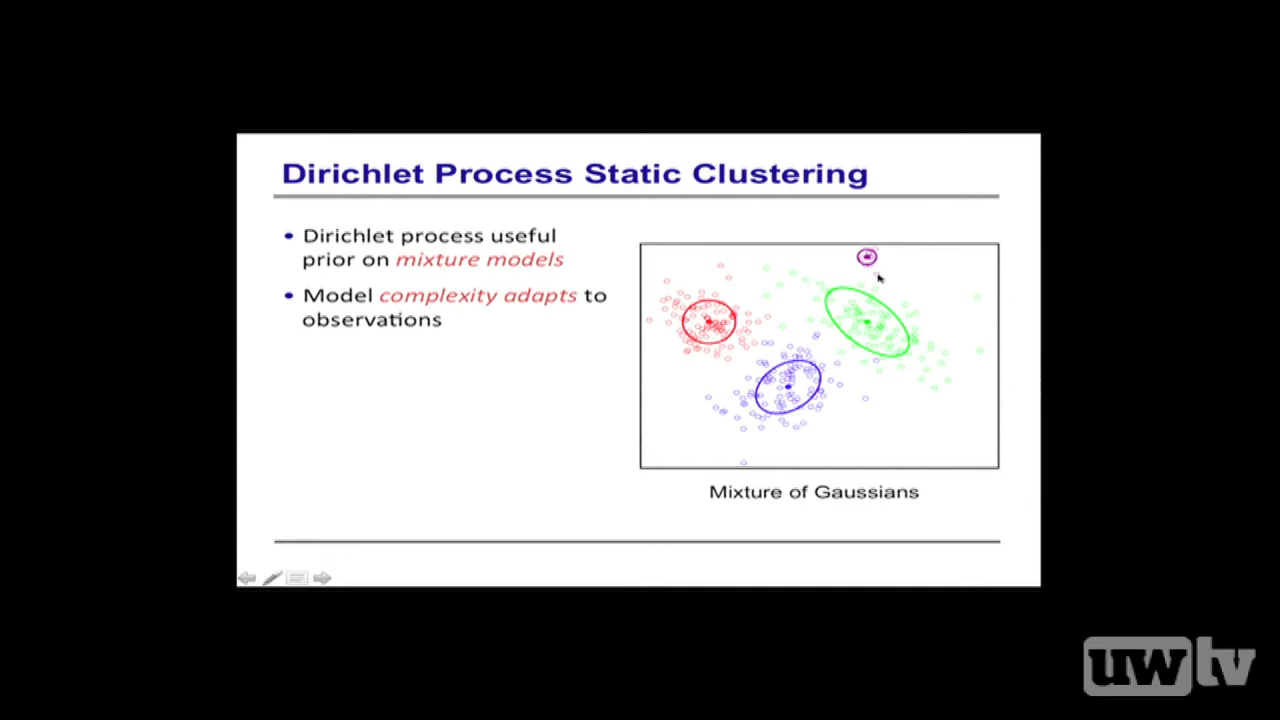 Dirichlet Process Static Clustering
• Dirichlet process useful
prior on mixture models
• Model complexity adapts to
observations
Mixture of Gaussians
uwtv